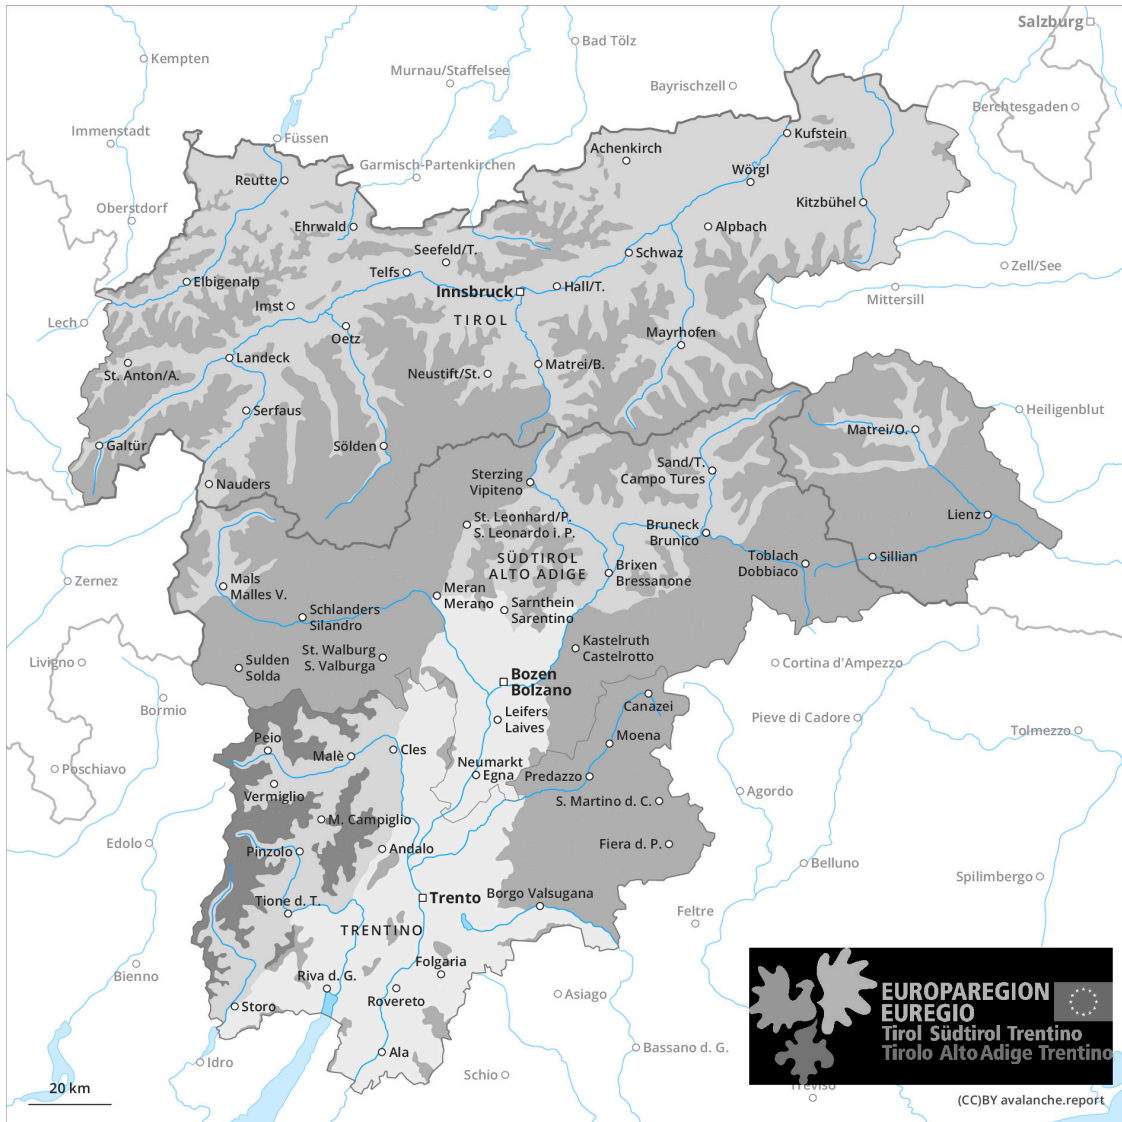 Salzburg
Bad Tölz
Kempten
Murnau/Staffelsee
Bayrischzell
Berchtesgaden
Immenstadt
Füssen
Kufstein
Achenkirch
Garmisch-Partenkirchen
Wörgl
Reutte
Oberstdorf
Kitzbühel
Ehrwald
Alpbach
Seefeld/T.
Schwaz
Telfs
Zell/See
Elbigenalp
Hall/T.
Innsbruck
Mittersill
Imst
TIROL
Lech
Oetz
Mayrhofen
Landeck
Matrei/B.
St. Anton/A.
Neustift/St.
Serfaus
Heiligenblut
Matrei/O.
Galtür
Sölden
Sand/T.
Campo Tures
Sterzing
Vipiteno
Nauders
Lienz
St. Leonhard/P.
S. Leonardo i. P.
Bruneck
Brunico
SÜDTIROL
ALTO ADIGE
Toblach
Dobbiaco
Sillian
Brixen
Bressanone
Zernez
Mals
Malles V.
Meran
Merano
Sarnthein
Sarentino
Schlanders
Silandro
Kastelruth
Castelrotto
St. Walburg
S. Valburga
Livigno
Sulden
Solda
Cortina d'Ampezzo
Bozen
Bolzano
Bormio
Canazei
Leifers
Laives
Pieve di Cadore
Tolmezzo
Peio
Moena
Cles
Malè
Neumarkt
Egna
Poschiavo
Predazzo
Vermiglio
Agordo
S. Martino d. C.
M. Campiglio
Edolo
Fiera d. P.
Pinzolo
Andalo
Belluno
Spilimbergo
Borgo Valsugana
Trento
Tione d. T.
Feltre
TRENTINO
Folgaria
Bienno
Riva d. G.
Rovereto
Asiago
Storo
EUROPAREGION
EUREGIO
Tirol Südtirol Trentino
Tirolo Alto Adige Trentino
Ala
Bassano d. G.
Idro
Schio
Treviso
20 km
(CC)BY avalanche.report